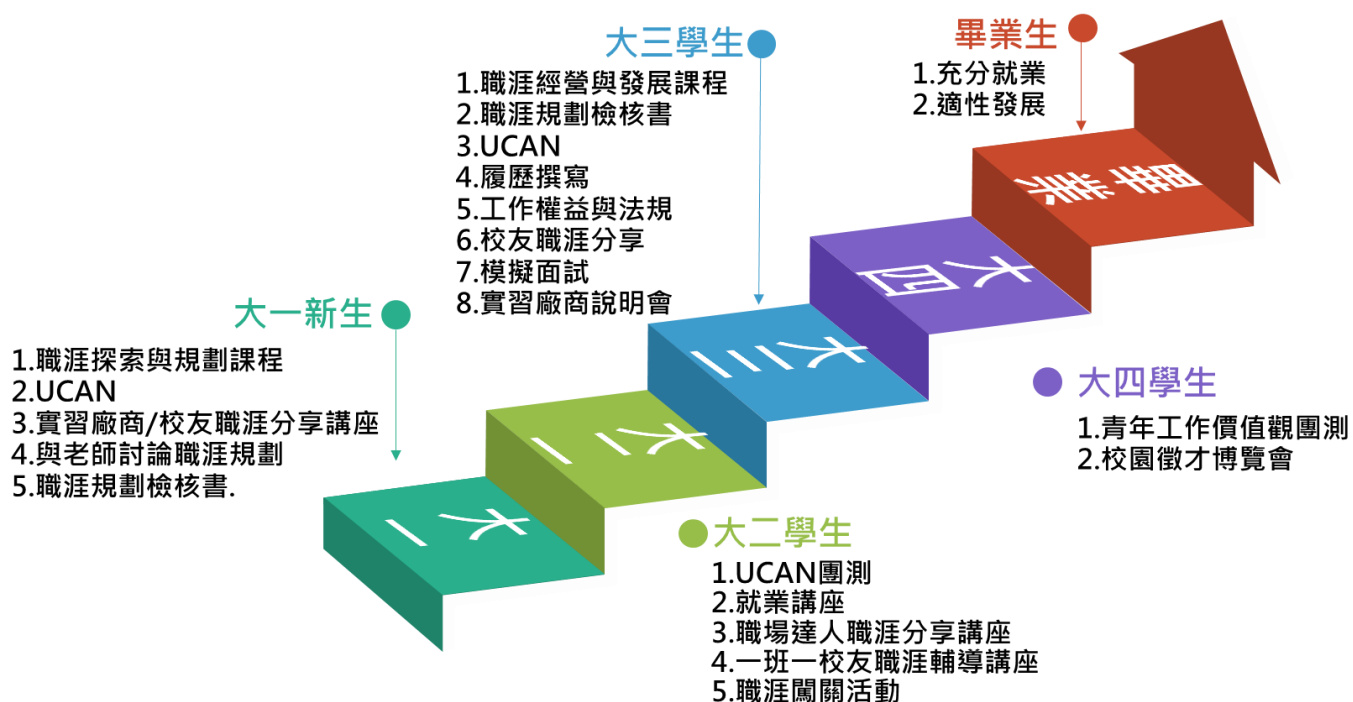 大一新生
1.職涯探索與規劃課程
2.UCAN
3.實習廠商/校友職涯分享講座
4.與老師討論職涯規劃
5.職涯規劃檢核書.
大二學生
1.UCAN團測
2.就業講座
3.職場達人職涯分享講座
4.一班一校友職涯輔導講座
5.職涯闖關活動
大三學生
1.職涯經營與發展課程
2.職涯規劃檢核書
3.UCAN
4.履歷撰寫
5.工作權益與法規
6.校友職涯分享
7.模擬面試
8.實習廠商說明會
大四學生
1.青年工作價值觀團測
2.校園徵才博覽會
畢業生
1.充分就業
2.適性發展
大一
大二
大三
大四
畢業